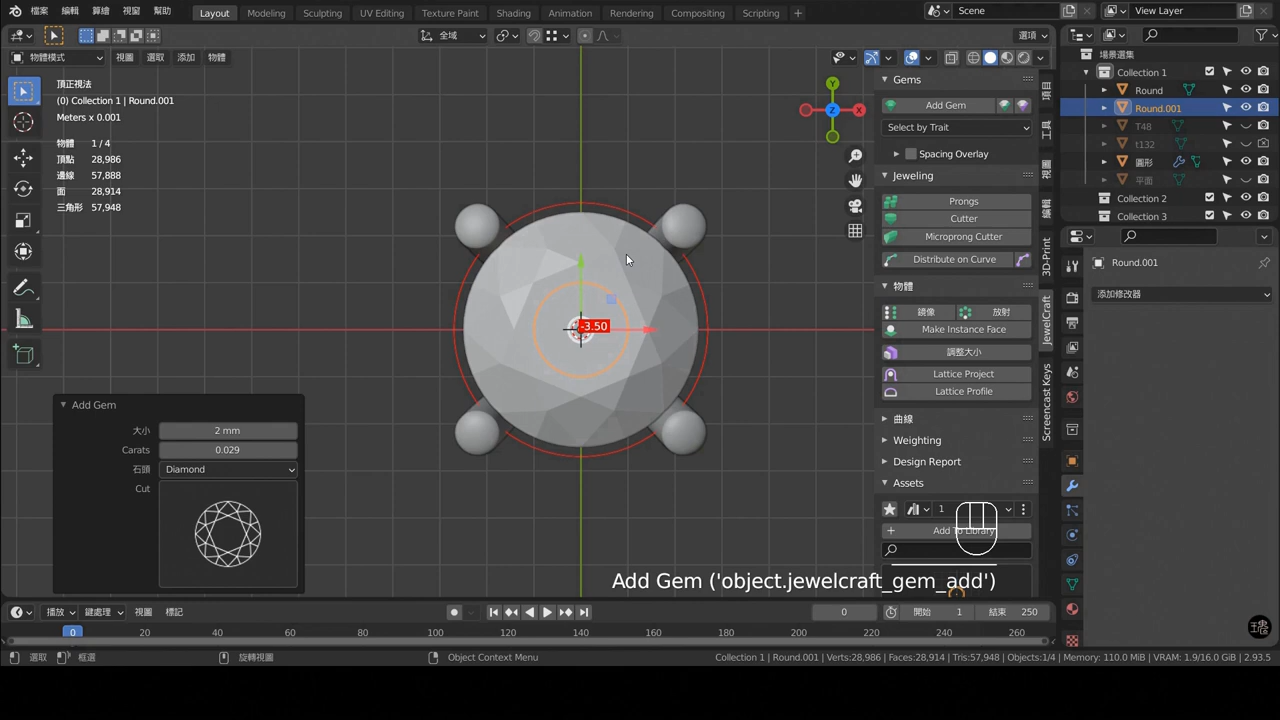 檔案 編輯 算繪 視窗 幫助 Layout Modeling Sculpting UV Editing Texture Paint Shading Animation Rendering Compositing Scripting + Scene View Layer
全域 選項
物體模式 視圖 選取 添加 物體
頂正視法
(0) Collection 1 | Round.001
Meters x 0.001
物體 1 / 4
頂點 28,986
邊線 57,888
面 28,914
三角形 57,948
Y
Z
X
-3.50
Add Gem
大小 2 mm
Carats 0.029
石頭 Diamond
Cut
Gems
Add Gem
Select by Trait
Spacing Overlay
Jeweling
Prongs
Cutter
Microprong Cutter
Distribute on Curve
物體
鏡像 放射
Make Instance Face
調整大小
Lattice Project
Lattice Profile
曲線
Weighting
Design Report
Assets
1
Add To Library
項目
工具
視圖
編輯
3D-Print
JewelCraft
Screencast Keys
場景選集
Collection 1
Round
Round.001
T48
t132
圓形
平面
Collection 2
Collection 3
Round.001
添加修改器
Add Gem ('object.jewelcraft_gem_add')
播放 鍵處理 視圖 標記 0 開始 1 結束 250
0 20 40 60 80 100 120 140 160 180 200 220 240 260
選取 框選 旋轉視圖 Object Context Menu Collection 1 | Round.001 | Verts:28,986 | Faces:28,914 | Tris:57,948 | Objects:1/4 | Memory: 110.0 MiB | VRAM: 1.9/16.0 GiB | 2.93.5